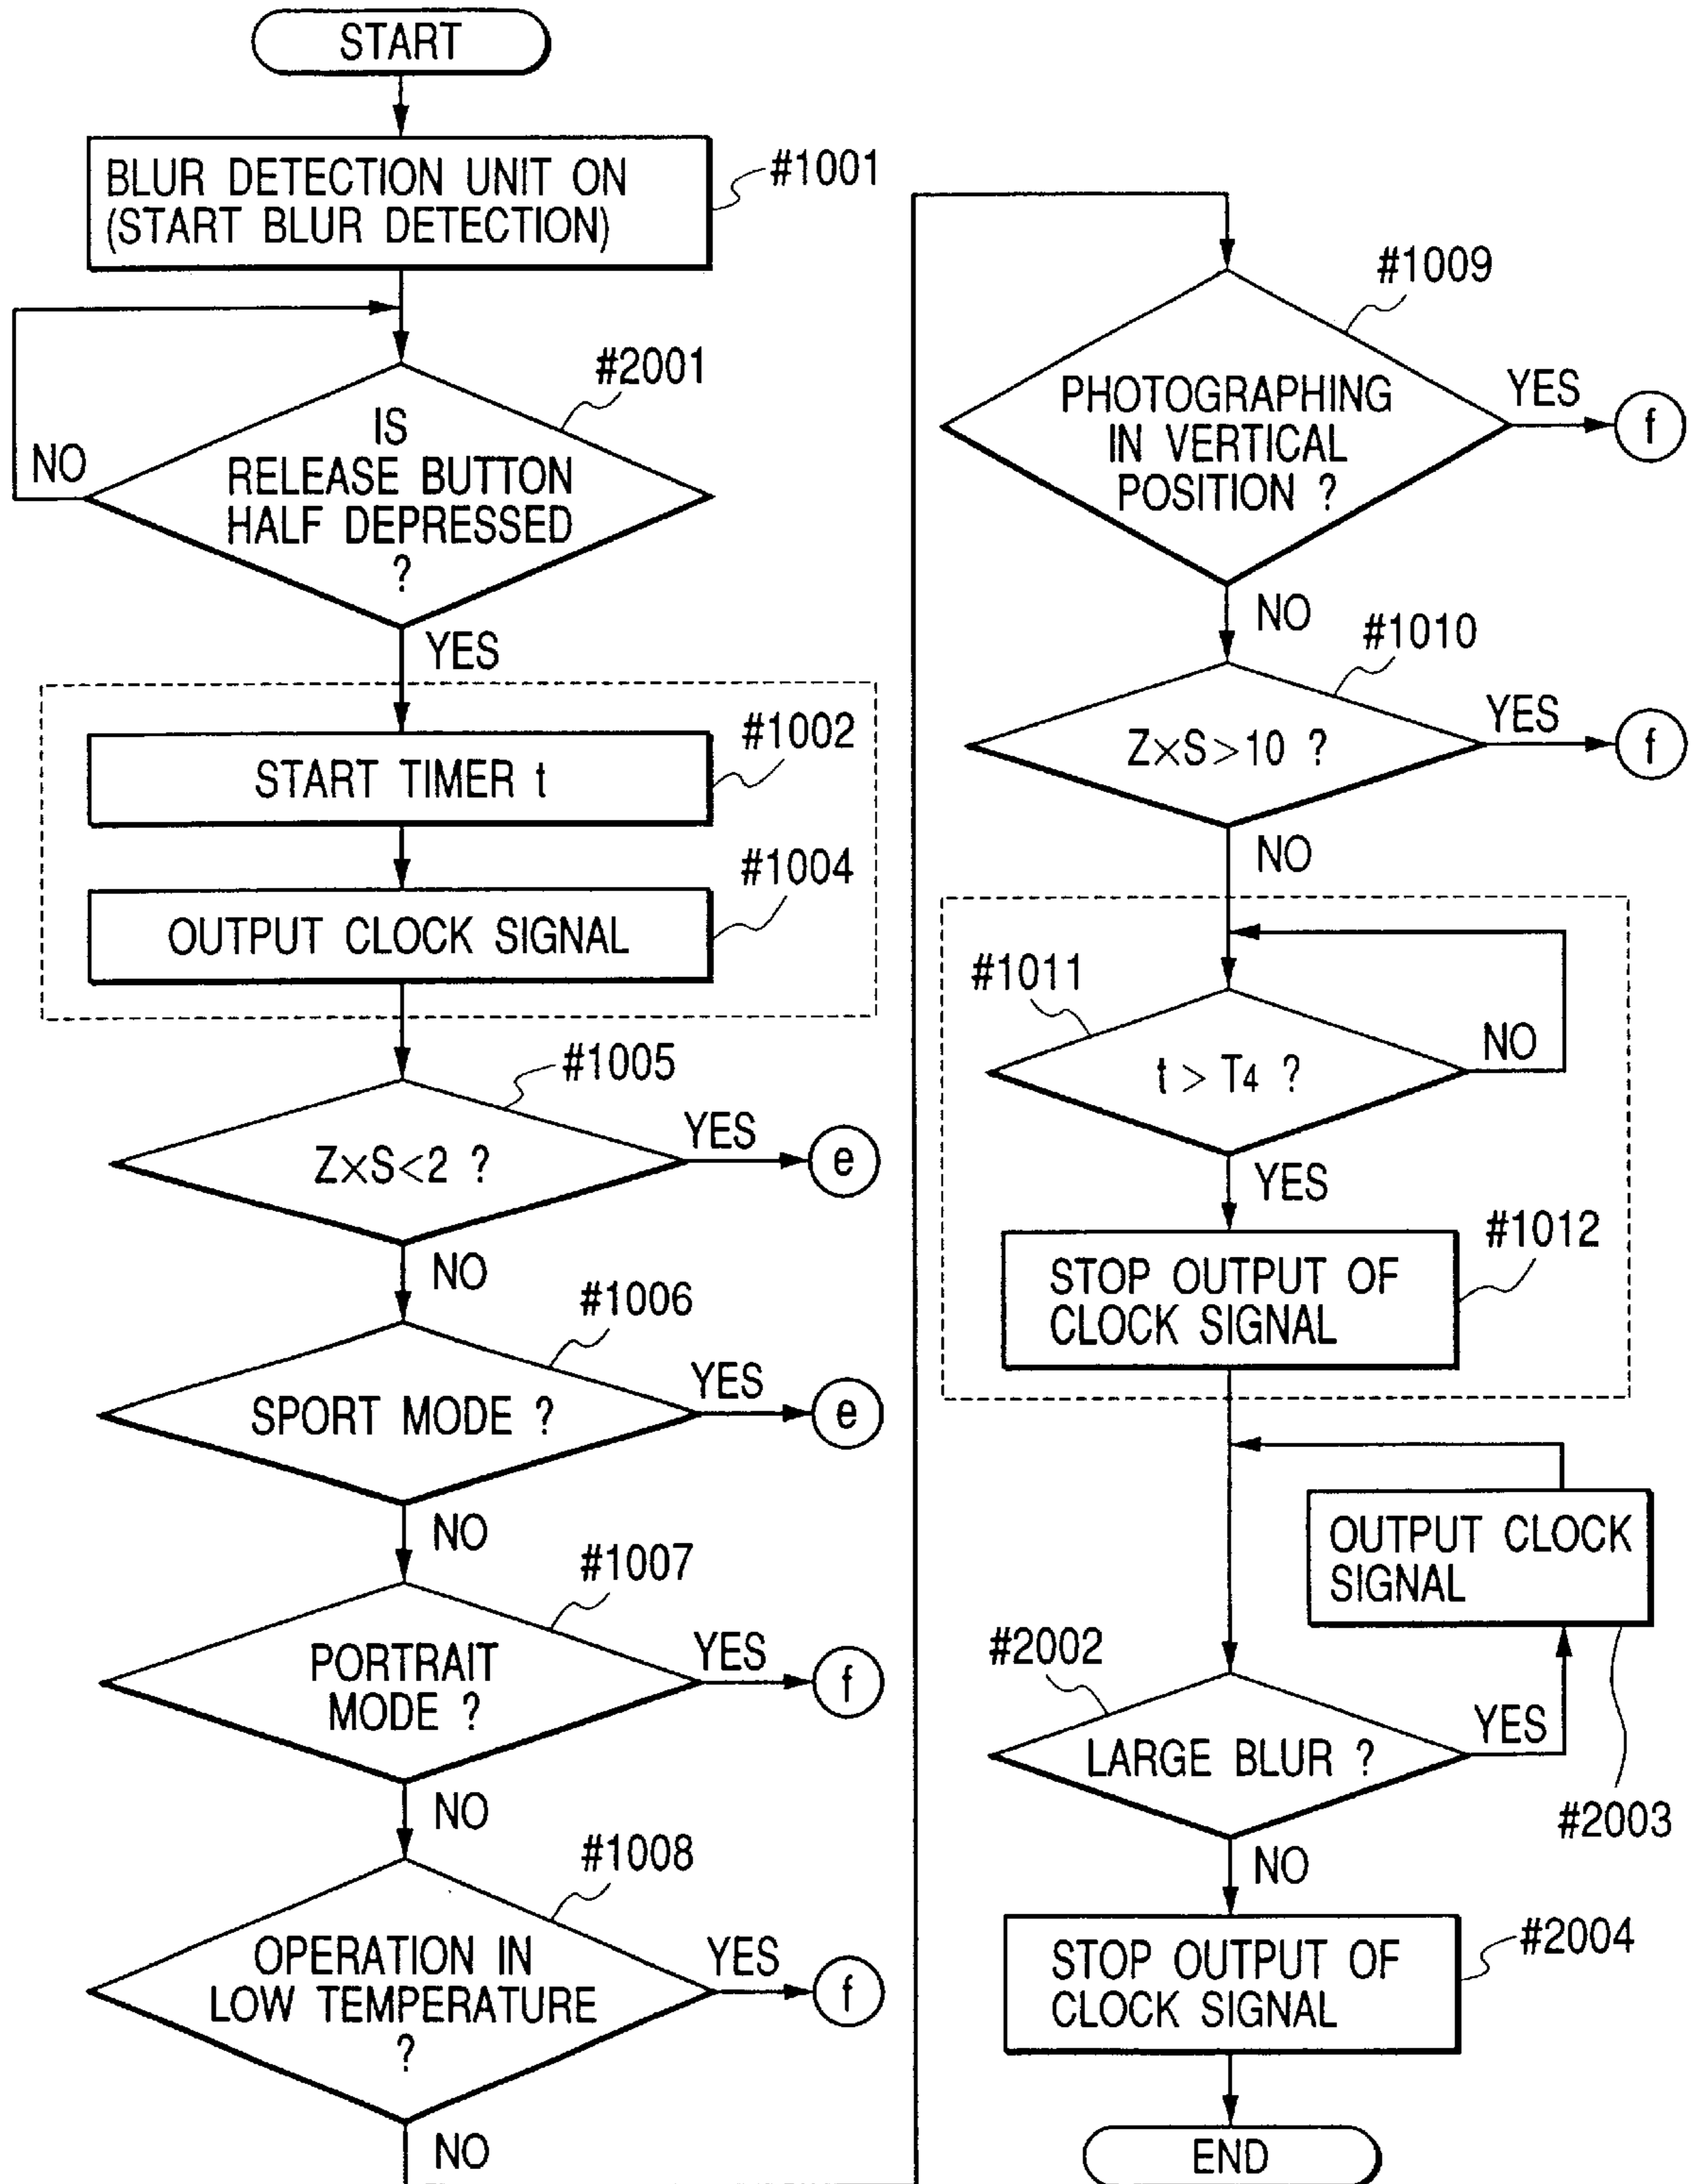 START
BLUR DETECTION UNIT ON
(START BLUR DETECTION)
#1001
#2001
IS
RELEASE BUTTON
HALF DEPRESSED
?
NO
YES
#1002
START TIMER t
#1004
OUTPUT CLOCK SIGNAL
#1005
Z×S<2 ?
YES
e
NO
#1006
SPORT MODE ?
YES
e
NO
#1007
PORTRAIT
MODE ?
YES
f
NO
#1008
OPERATION IN
LOW TEMPERATURE
?
YES
f
NO
#1009
PHOTOGRAPHING
IN VERTICAL
POSITION ?
YES
f
NO
#1010
Z×S>10 ?
YES
f
NO
#1011
t > T4 ?
NO
YES
#1012
STOP OUTPUT OF
CLOCK SIGNAL
OUTPUT CLOCK
SIGNAL
#2003
#2002
LARGE BLUR ?
YES
NO
STOP OUTPUT OF
CLOCK SIGNAL
#2004
END